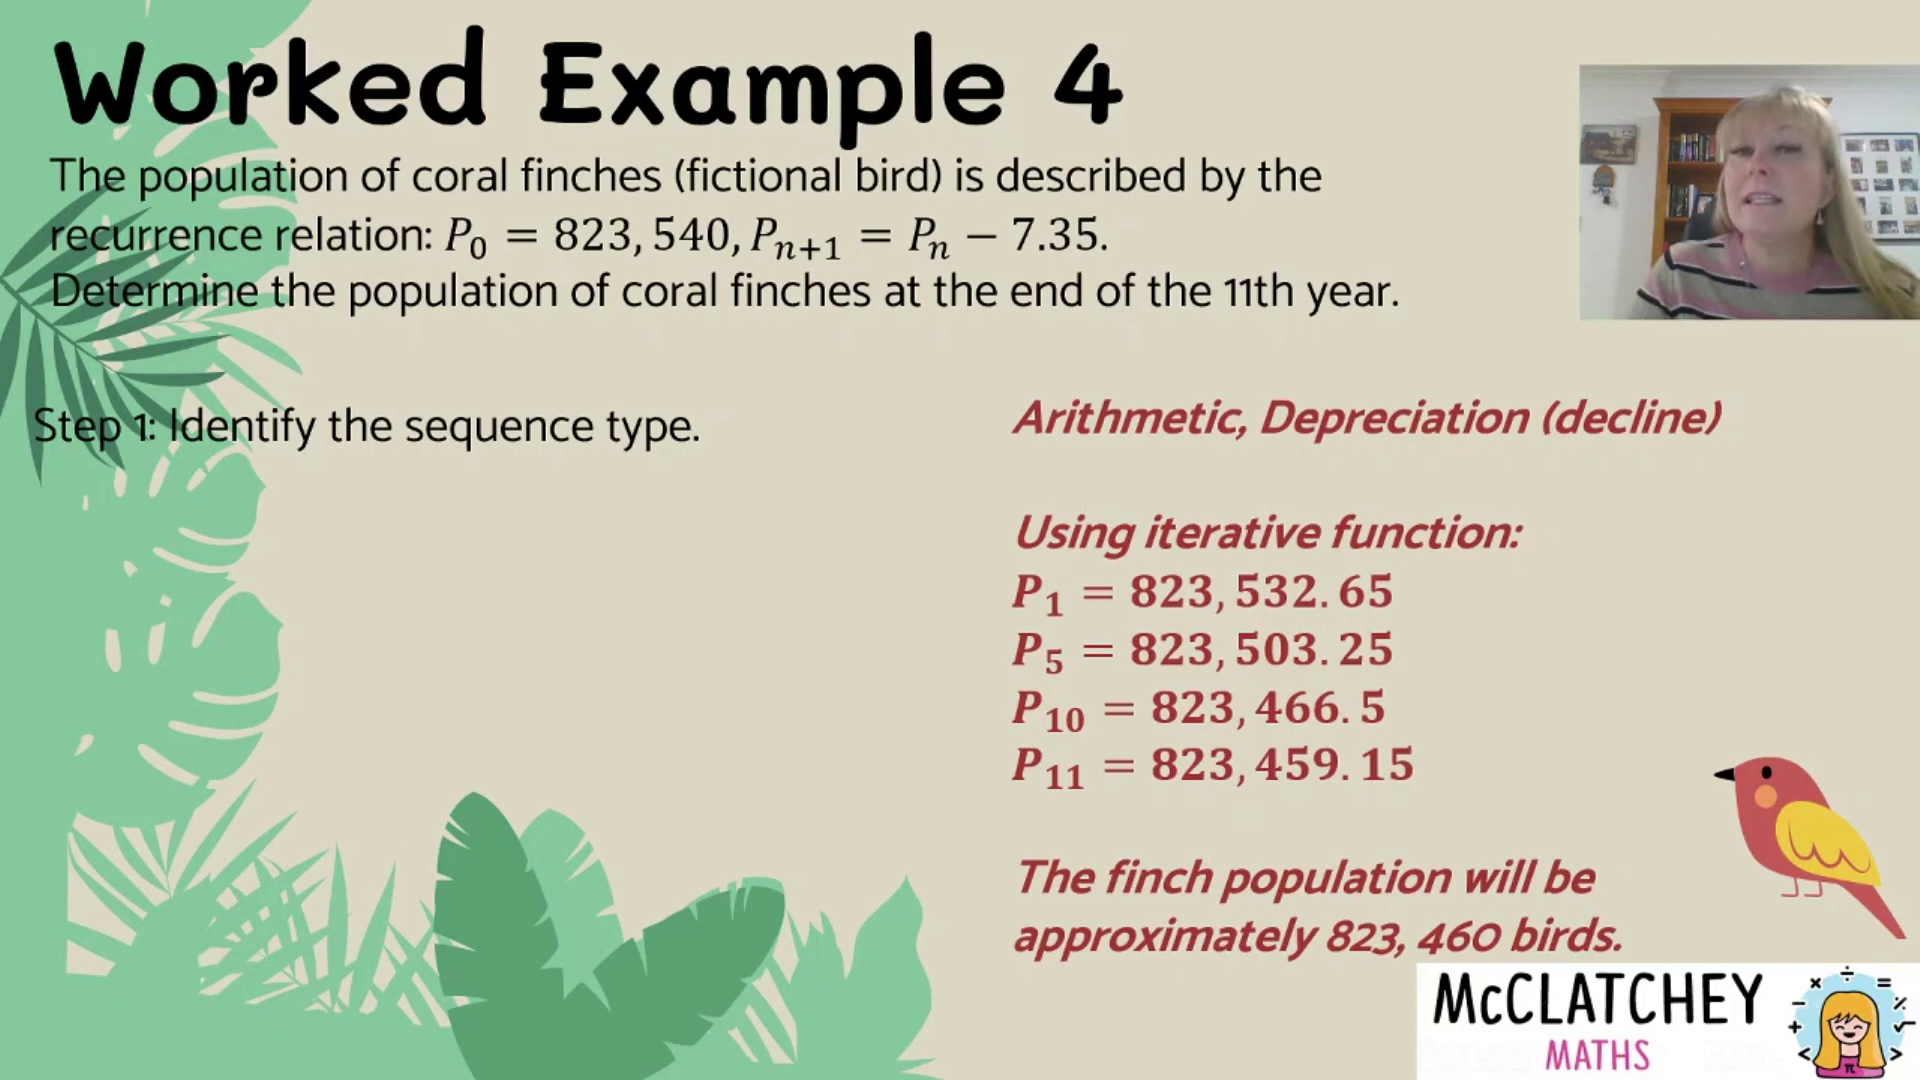 Worked Example 4
The population of coral finches (fictional bird) is described by the
recurrence relation: P₀ = 823,540, Pₙ₊₁ = Pₙ − 7.35.
Determine the population of coral finches at the end of the 11th year.
Step 1: Identify the sequence type.
Arithmetic, Depreciation (decline)
Using iterative function:
P₁ = 823,532.65
P₅ = 823,503.25
P₁₀ = 823,466.5
P₁₁ = 823,459.15
The finch population will be
approximately 823, 460 birds.
McCLATCHEY
MATHS